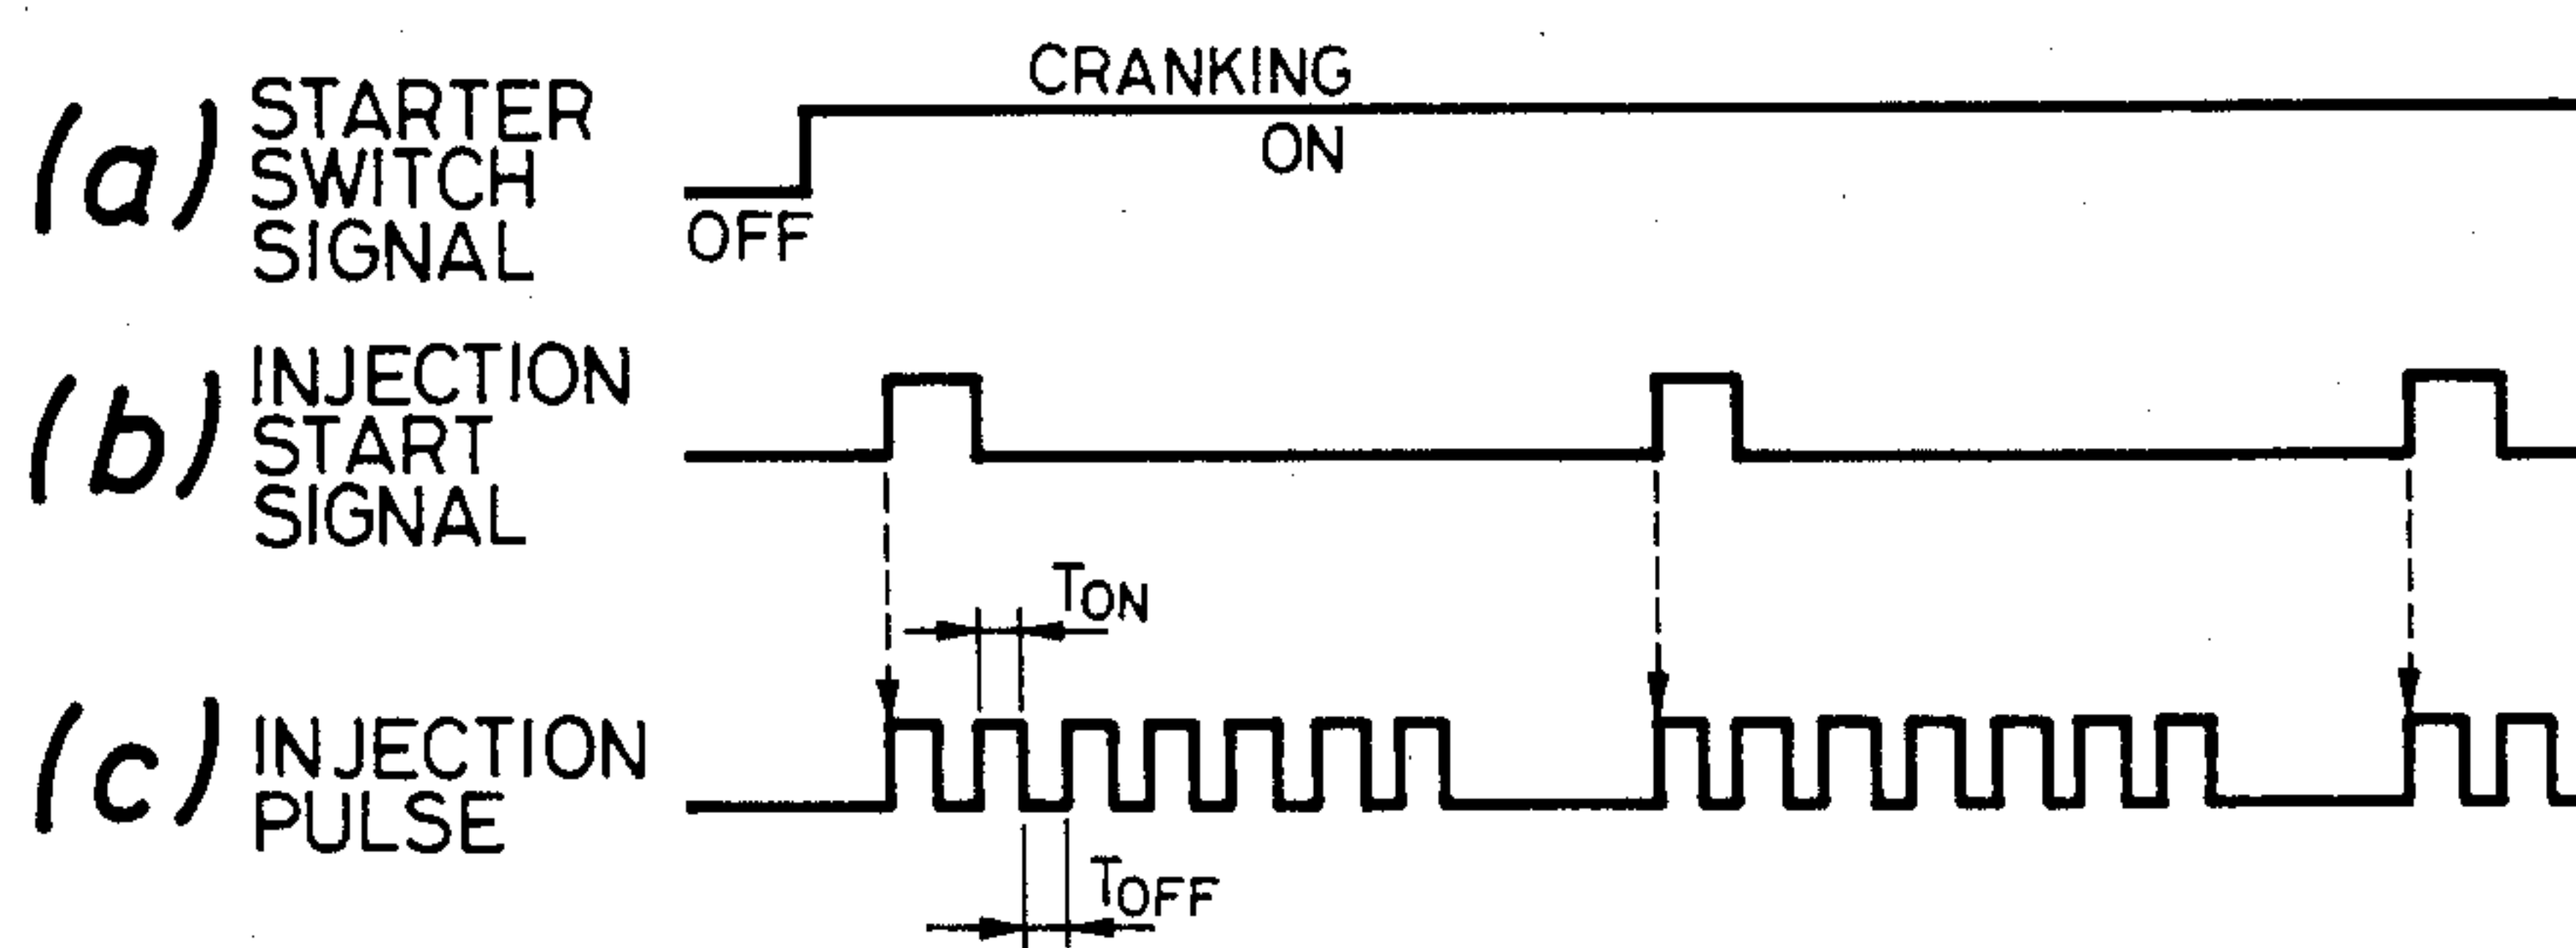 (a) STARTER
SWITCH
SIGNAL
CRANKING
ON
OFF
(b) INJECTION
START
SIGNAL
TON
(c) INJECTION
PULSE
TOFF